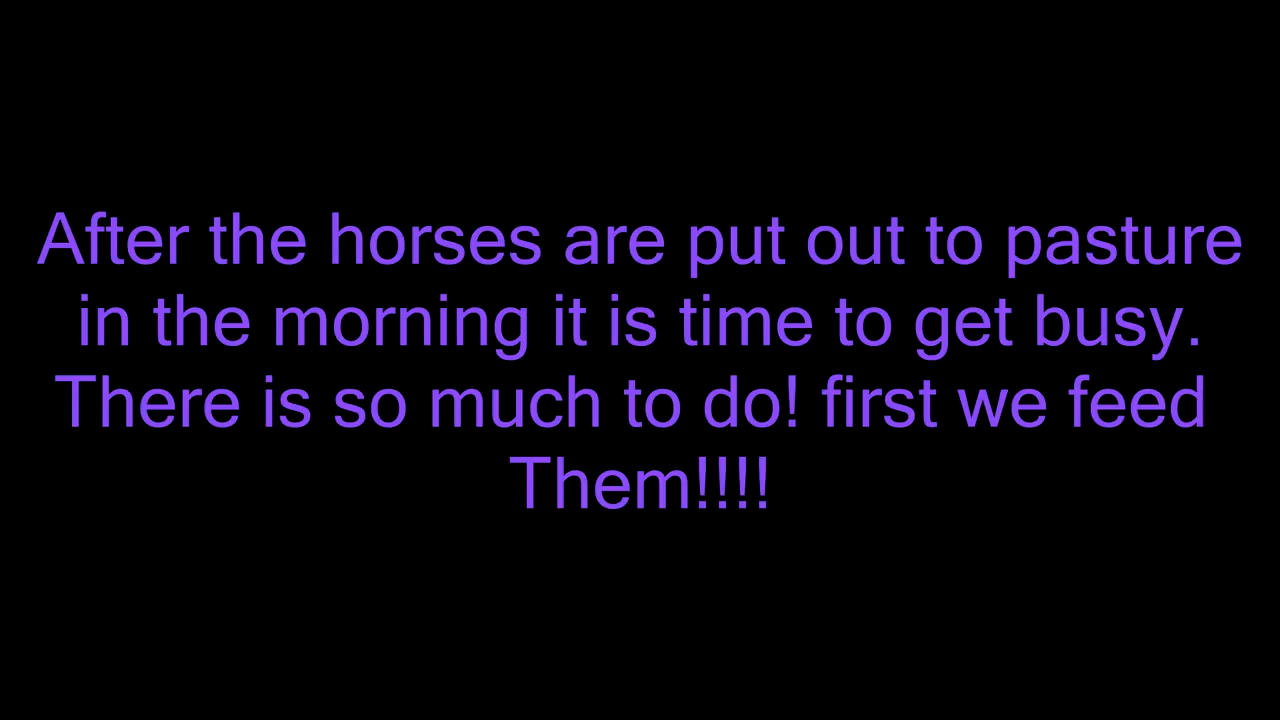 After the horses are put out to pasture
in the morning it is time to get busy.
There is so much to do! first we feed
Them!!!!